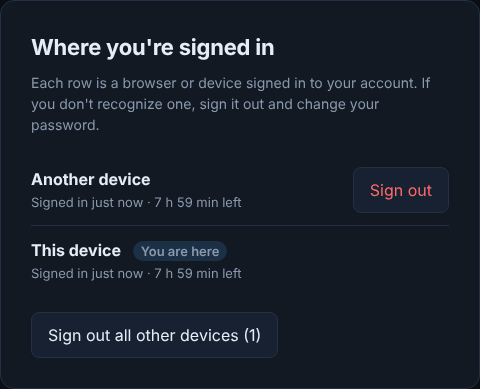 Where you're signed in
Each row is a browser or device signed in to your account. If
you don't recognize one, sign it out and change your
password.
Another device
Signed in just now · 7 h 59 min left
Sign out
This device You are here
Signed in just now · 7 h 59 min left
Sign out all other devices (1)